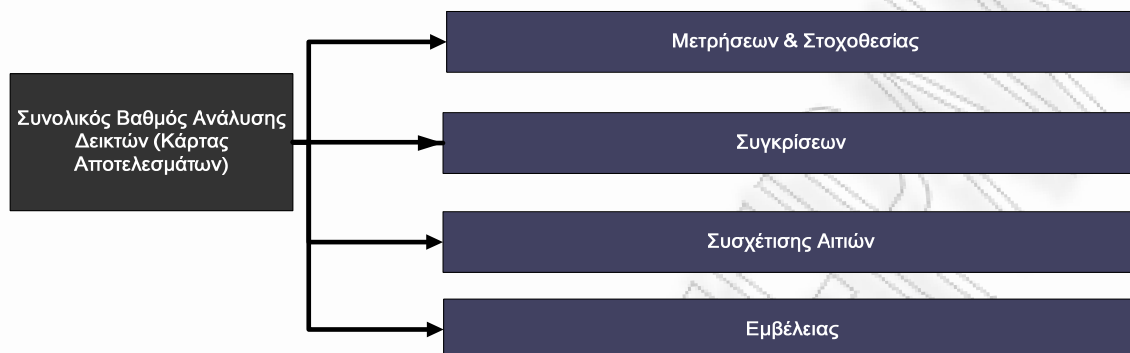 Μετρήσεων & Στοχοθεσίας
Συνολικός Βαθμός Ανάλυσης
Δεικτών (Κάρτας
Αποτελεσμάτων)
Συγκρίσεων
Συσχέτισης Αιτιών
Εμβέλειας